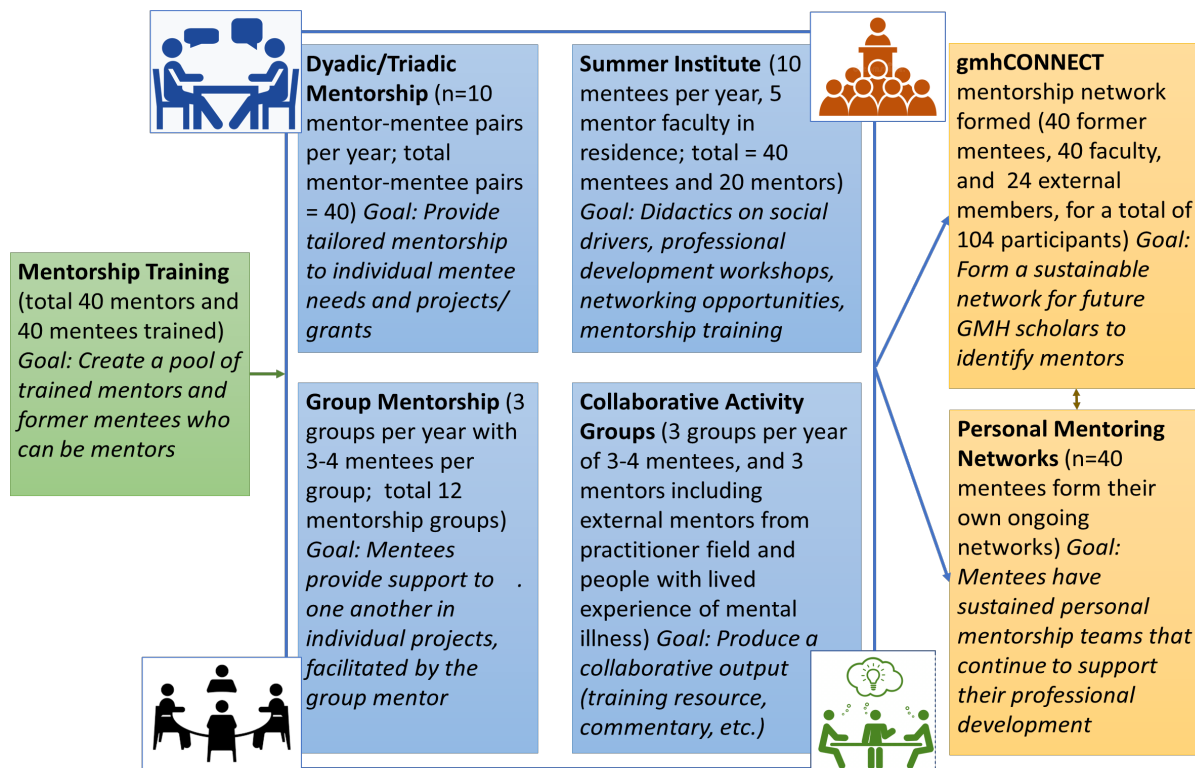 Mentorship Training
(total 40 mentors and
40 mentees trained)
Goal: Create a pool of
trained mentors and
former mentees who
can be mentors
Dyadic/Triadic
Mentorship (n=10
mentor-mentee pairs
per year; total
mentor-mentee pairs
= 40) Goal: Provide
tailored mentorship
to individual mentee
needs and projects/
grants
Summer Institute (10
mentees per year, 5
mentor faculty in
residence; total = 40
mentees and 20 mentors)
Goal: Didactics on social
drivers, professional
development workshops,
networking opportunities,
mentorship training
Group Mentorship (3
groups per year with
3-4 mentees per
group; total 12
mentorship groups)
Goal: Mentees
provide support to .
one another in
individual projects,
facilitated by the
group mentor
Collaborative Activity
Groups (3 groups per year
of 3-4 mentees, and 3
mentors including
external mentors from
practitioner field and
people with lived
experience of mental
illness) Goal: Produce a
collaborative output
(training resource,
commentary, etc.)
gmhCONNECT
mentorship network
formed (40 former
mentees, 40 faculty,
and 24 external
members, for a total of
104 participants) Goal:
Form a sustainable
network for future
GMH scholars to
identify mentors
Personal Mentoring
Networks (n=40
mentees form their
own ongoing
networks) Goal:
Mentees have
sustained personal
mentorship teams that
continue to support
their professional
development